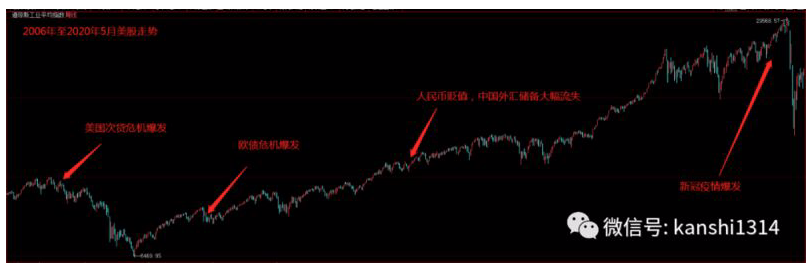 道琼斯工业平均指数 周线
2006年至2020年5月美股走势
29568.57
人民币贬值，中国外汇储备大幅流失
美国次贷危机爆发
欧债危机爆发
新冠疫情爆发
微信号: kanshi1314
6469.95